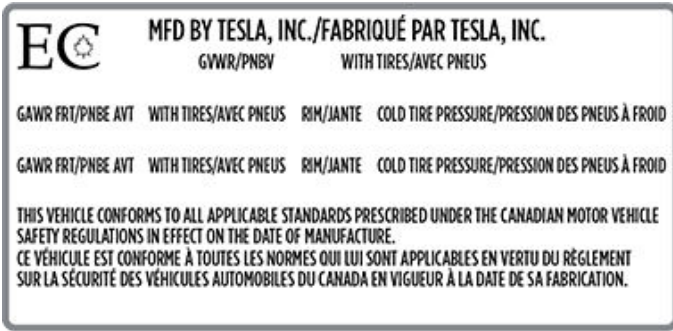 EC
MFD BY TESLA, INC./FABRIQUÉ PAR TESLA, INC.
GVWR/PNBV WITH TIRES/AVEC PNEUS
GAWR FRT/PNBE AVT WITH TIRES/AVEC PNEUS RIM/JANTE COLD TIRE PRESSURE/PRESSION DES PNEUS À FROID
GAWR FRT/PNBE AVT WITH TIRES/AVEC PNEUS RIM/JANTE COLD TIRE PRESSURE/PRESSION DES PNEUS À FROID
THIS VEHICLE CONFORMS TO ALL APPLICABLE STANDARDS PRESCRIBED UNDER THE CANADIAN MOTOR VEHICLE
SAFETY REGULATIONS IN EFFECT ON THE DATE OF MANUFACTURE.
CE VÉHICULE EST CONFORME À TOUTES LES NORMES QUI LUI SONT APPLICABLES EN VERTU DU RÈGLEMENT
SUR LA SÉCURITÉ DES VÉHICULES AUTOMOBILES DU CANADA EN VIGUEUR À LA DATE DE SA FABRICATION.